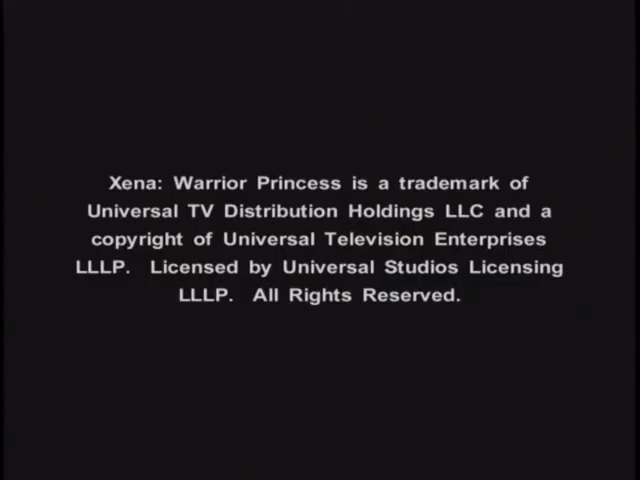 Xena: Warrior Princess is a trademark of
Universal TV Distribution Holdings LLC and a
copyright of Universal Television Enterprises
LLLP. Licensed by Universal Studios Licensing
LLLP. All Rights Reserved.